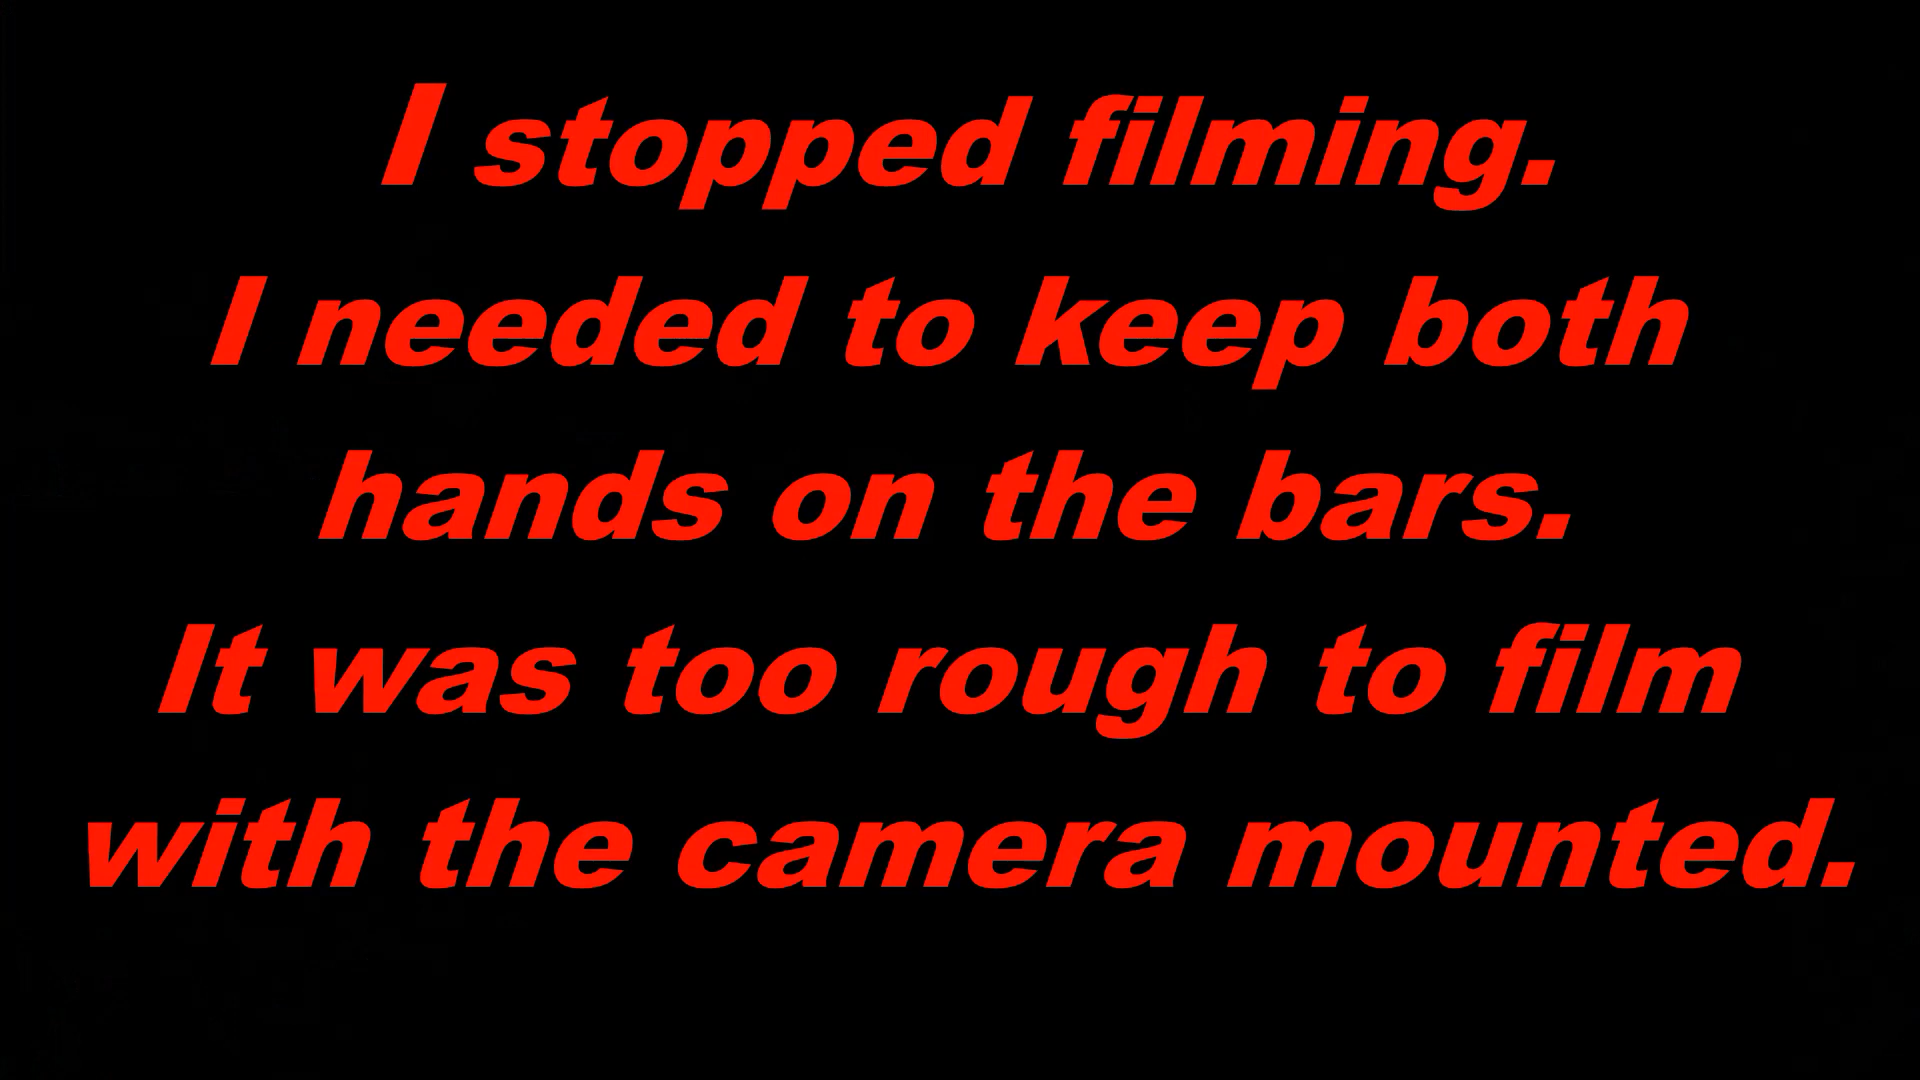 I stopped filming.
I needed to keep both
hands on the bars.
It was too rough to film
with the camera mounted.